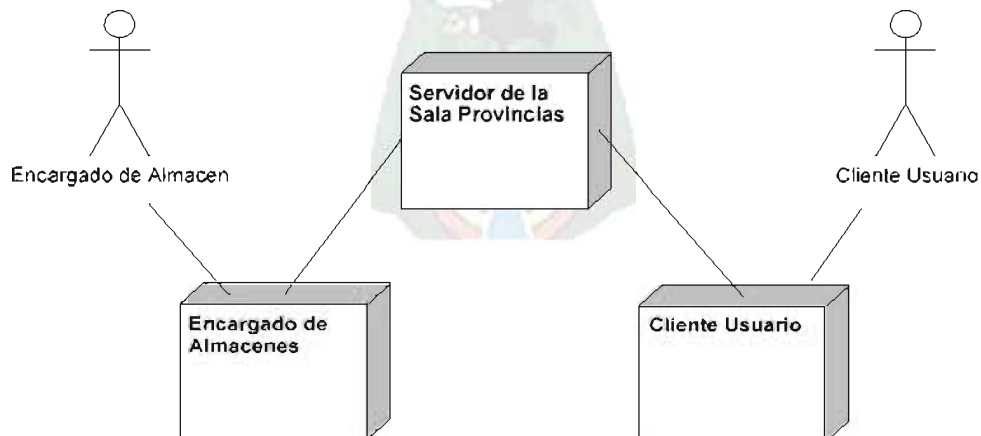 Servidor de la
Sala Provincias
Encargado de Almacen
Cliente Usuario
Encargado de
Almacenes
Cliente Usuario